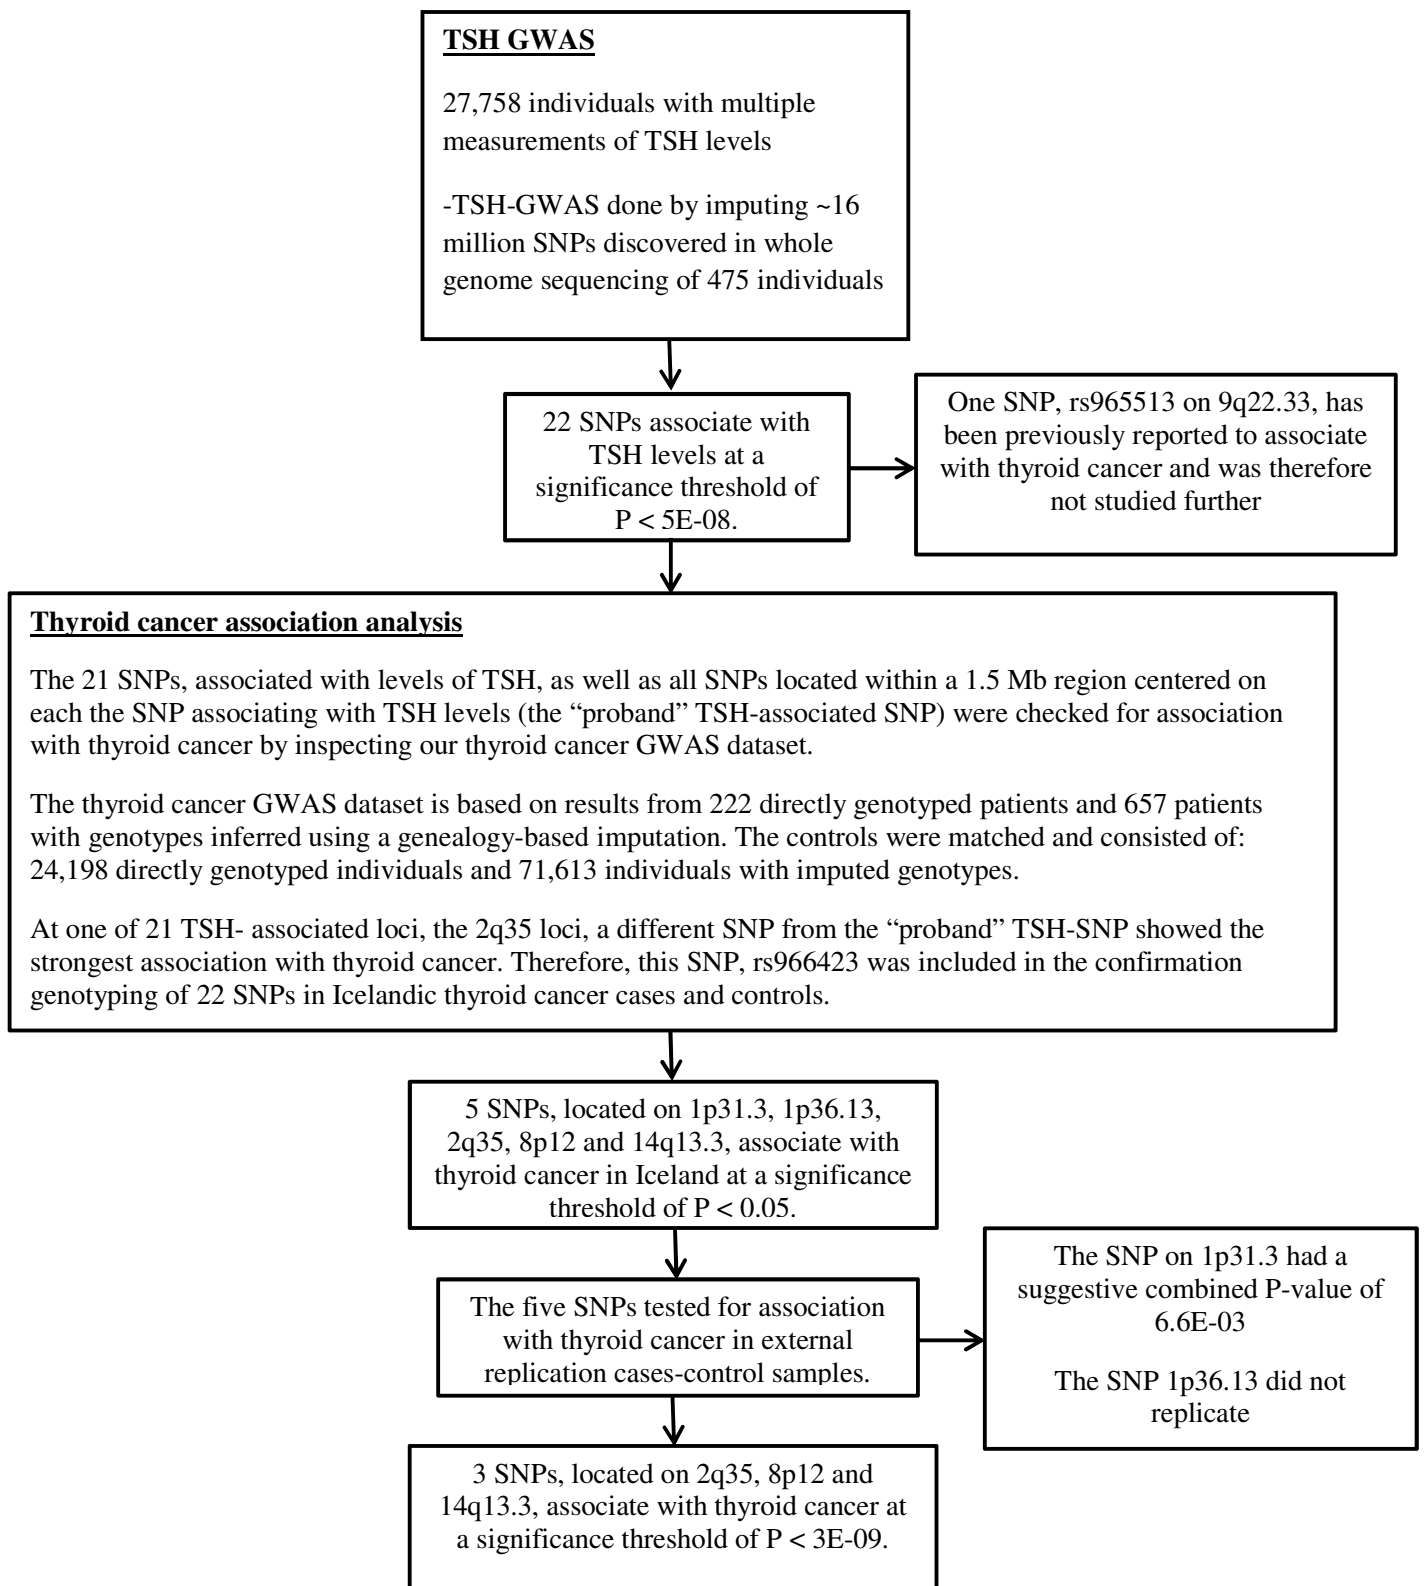 TSH GWAS
27,758 individuals with multiple
measurements of TSH levels
-TSH-GWAS done by imputing ~16
million SNPs discovered in whole
genome sequencing of 475 individuals
22 SNPs associate with
TSH levels at a
significance threshold of
P < 5E-08.
One SNP, rs965513 on 9q22.33, has
been previously reported to associate
with thyroid cancer and was therefore
not studied further
Thyroid cancer association analysis
The 21 SNPs, associated with levels of TSH, as well as all SNPs located within a 1.5 Mb region centered on
each the SNP associating with TSH levels (the “proband” TSH-associated SNP) were checked for association
with thyroid cancer by inspecting our thyroid cancer GWAS dataset.
The thyroid cancer GWAS dataset is based on results from 222 directly genotyped patients and 657 patients
with genotypes inferred using a genealogy-based imputation. The controls were matched and consisted of:
24,198 directly genotyped individuals and 71,613 individuals with imputed genotypes.
At one of 21 TSH- associated loci, the 2q35 loci, a different SNP from the “proband” TSH-SNP showed the
strongest association with thyroid cancer. Therefore, this SNP, rs966423 was included in the confirmation
genotyping of 22 SNPs in Icelandic thyroid cancer cases and controls.
5 SNPs, located on 1p31.3, 1p36.13,
2q35, 8p12 and 14q13.3, associate with
thyroid cancer in Iceland at a significance
threshold of P < 0.05.
The five SNPs tested for association
with thyroid cancer in external
replication cases-control samples.
The SNP on 1p31.3 had a
suggestive combined P-value of
6.6E-03
The SNP 1p36.13 did not
replicate
3 SNPs, located on 2q35, 8p12 and
14q13.3, associate with thyroid cancer at
a significance threshold of P < 3E-09.